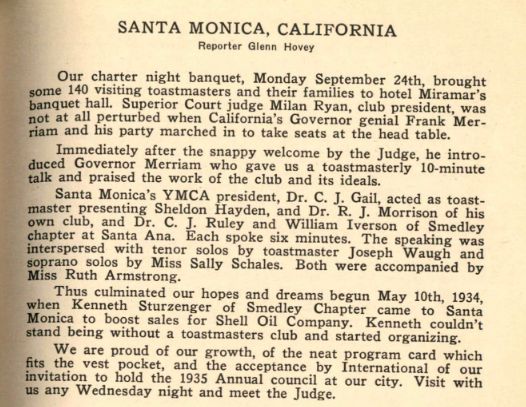 SANTA MONICA, CALIFORNIA
Reporter Glenn Hovey
Our charter night banquet, Monday September 24th, brought
some 140 visiting toastmasters and their families to hotel Miramar's
banquet hall. Superior Court judge Milan Ryan, club president, was
not at all perturbed when California's Governor genial Frank Mer-
riam and his party marched in to take seats at the head table.
Immediately after the snappy welcome by the Judge, he intro-
duced Governor Merriam who gave us a toastmasterly 10-minute
talk and praised the work of the club and its ideals.
Santa Monica's YMCA president, Dr. C. J. Gail, acted as toast-
master presenting Sheldon Hayden, and Dr. R. J. Morrison of his
own club, and Dr. C. J. Ruley and William Iverson of Smedley
chapter at Santa Ana. Each spoke six minutes. The speaking was
interspersed with tenor solos by toastmaster Joseph Waugh and
soprano solos by Miss Sally Schales. Both were accompanied by
Miss Ruth Armstrong.
Thus culminated our hopes and dreams begun May 10th, 1934,
when Kenneth Sturzenger of Smedley Chapter came to Santa
Monica to boost sales for Shell Oil Company. Kenneth couldn't
stand being without a toastmasters club and started organizing.
We are proud of our growth, of the neat program card which
fits the vest pocket, and the acceptance by International of our
invitation to hold the 1935 Annual council at our city. Visit with
us any Wednesday night and meet the Judge.